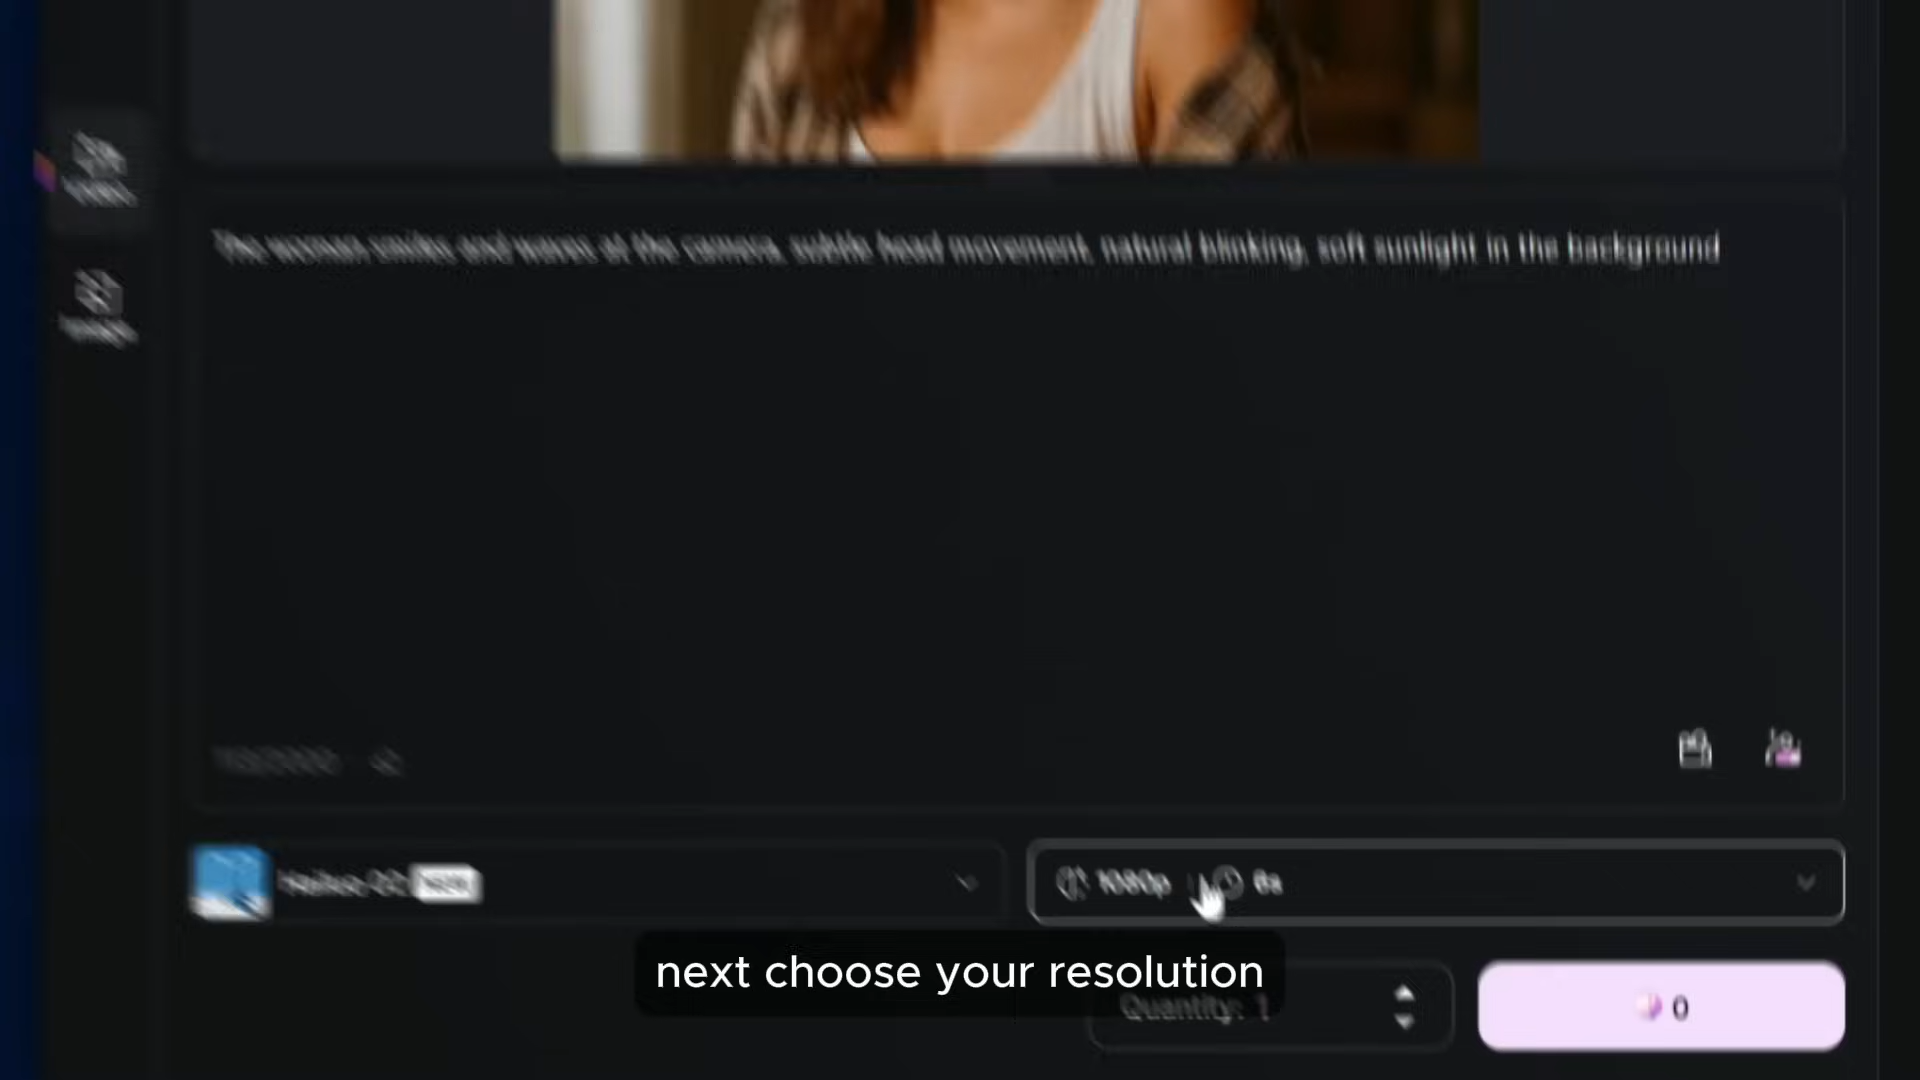 The woman smiles and waves at the camera, subtle head movement, natural blinking, soft sunlight in the background
1080p 6s
next choose your resolution
Quantity: 1
0